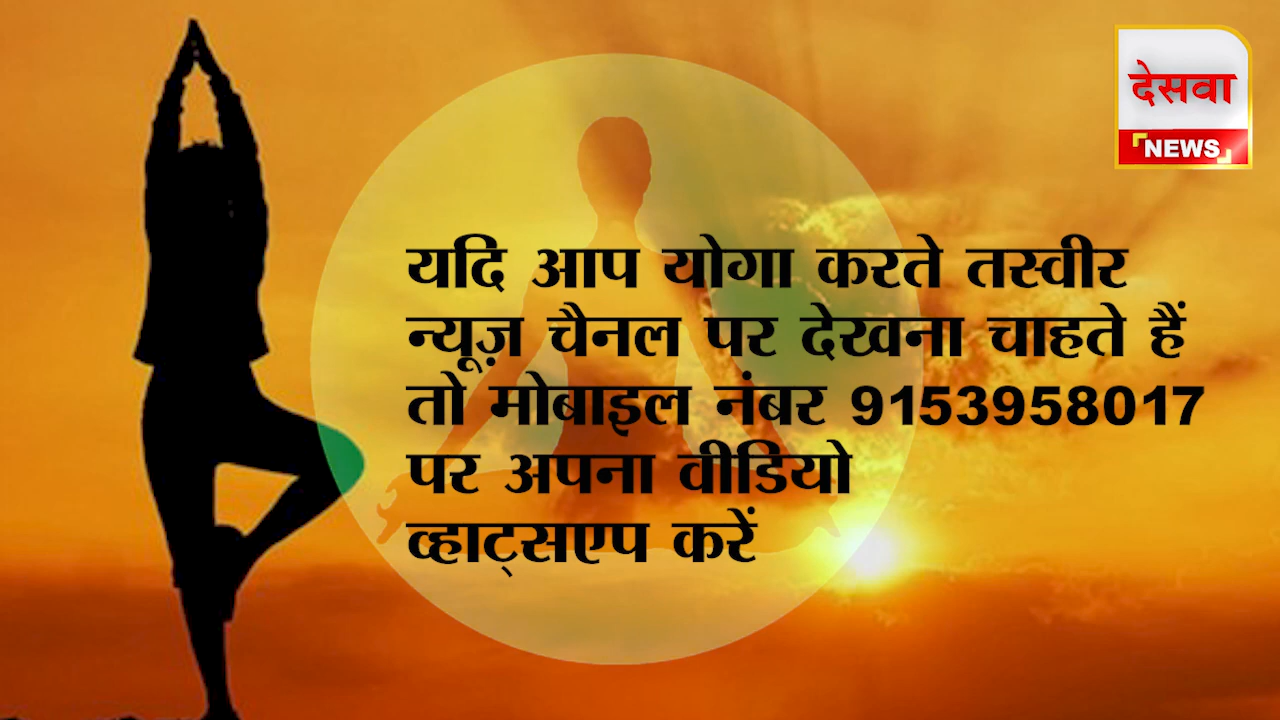 देसवा
NEWS
यदि आप योगा करते तस्वीर
न्यूज़ चैनल पर देखना चाहते हैं
तो मोबाइल नंबर 9153958017
पर अपना वीडियो
व्हाट्सएप करें